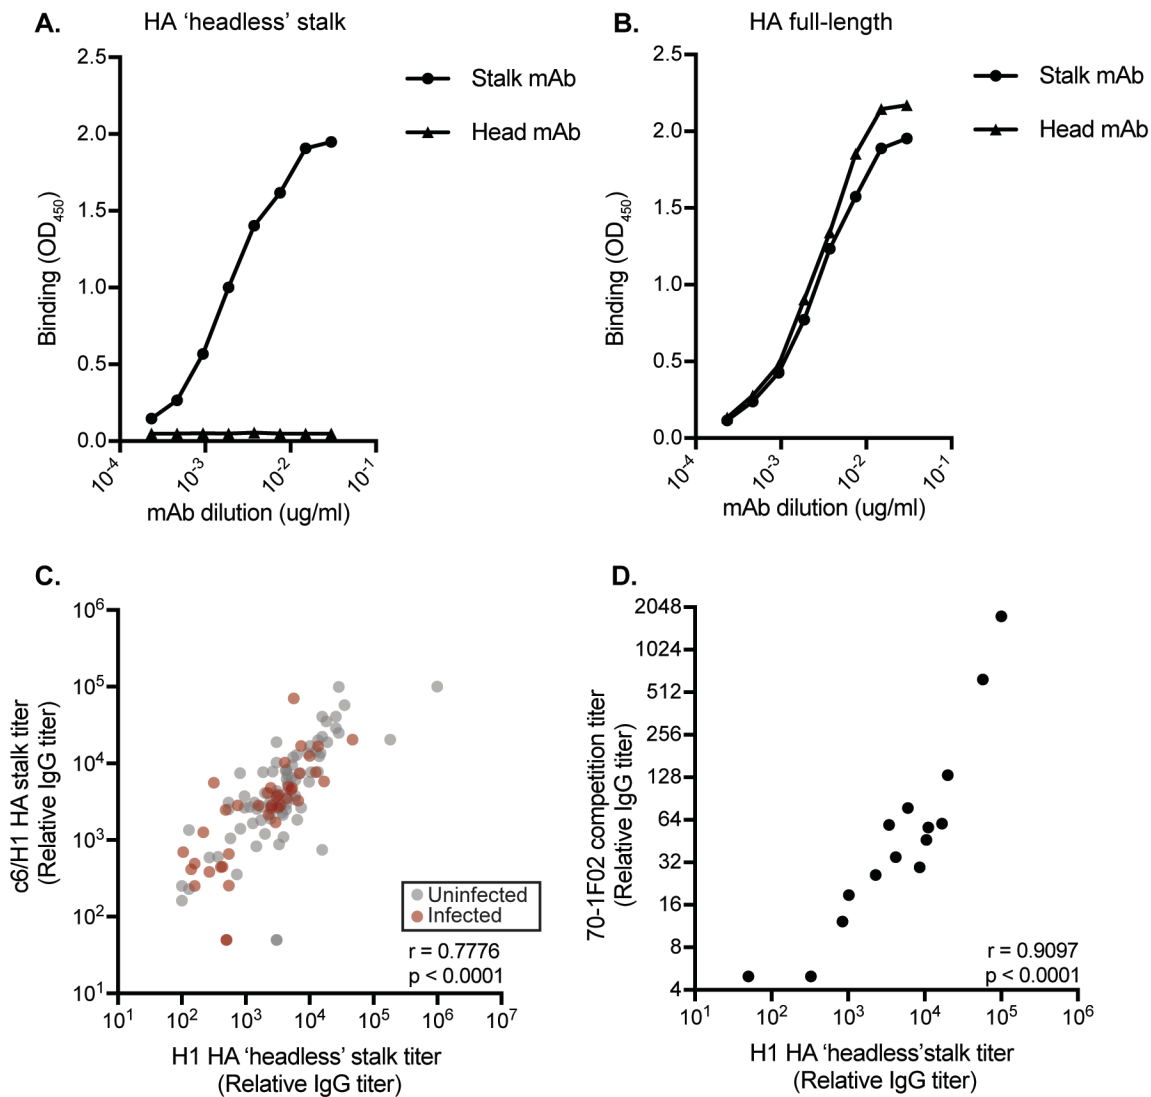 A.
HA ‘headless’ stalk
2.5
2.0
1.5
1.0
0.5
0.0
10-4
10-3
10-2
10-1
Binding (OD450)
mAb dilution (ug/ml)
Stalk mAb
Head mAb
B.
HA full-length
2.5
2.0
1.5
1.0
0.5
0.0
10-4
10-3
10-2
10-1
Binding (OD450)
mAb dilution (ug/ml)
Stalk mAb
Head mAb
C.
106
105
104
103
102
101
101
102
103
104
105
106
107
c6/H1 HA stalk titer
(Relative IgG titer)
H1 HA ‘headless’ stalk titer
(Relative IgG titer)
Uninfected
Infected
r = 0.7776
p < 0.0001
D.
2048
1024
512
256
128
64
32
16
8
4
101
102
103
104
105
106
70-1F02 competition titer
(Relative IgG titer)
H1 HA ‘headless’stalk titer
(Relative IgG titer)
r = 0.9097
p < 0.0001